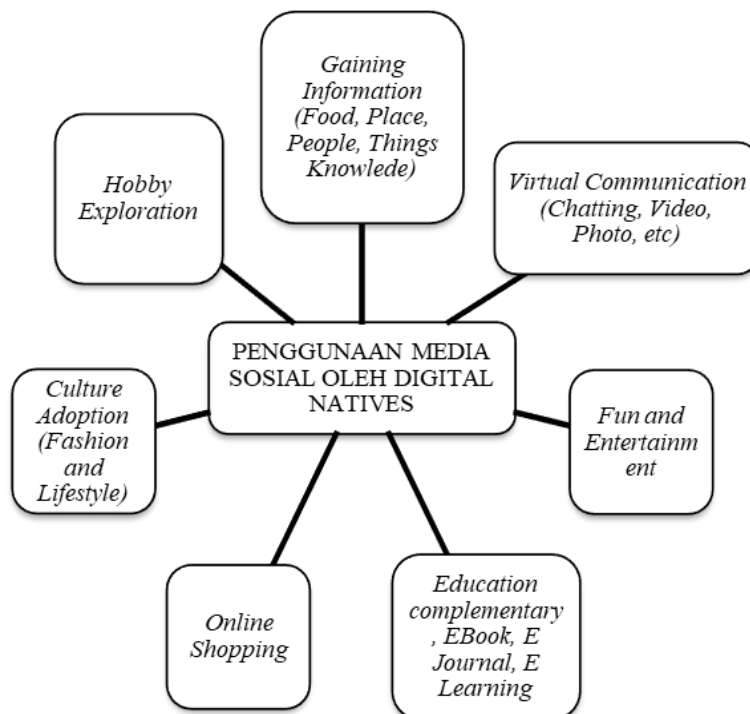 Gaining
Information
(Food, Place,
People, Things
Knowlede)
Hobby
Exploration
Virtual Communication
(Chatting, Video,
Photo, etc)
PENGGUNAAN MEDIA
SOSIAL OLEH DIGITAL
NATIVES
Culture
Adoption
(Fashion
and
Lifestyle)
Fun and
Entertainm
ent
Online
Shopping
Education
complementary
, EBook, E
Journal, E
Learning